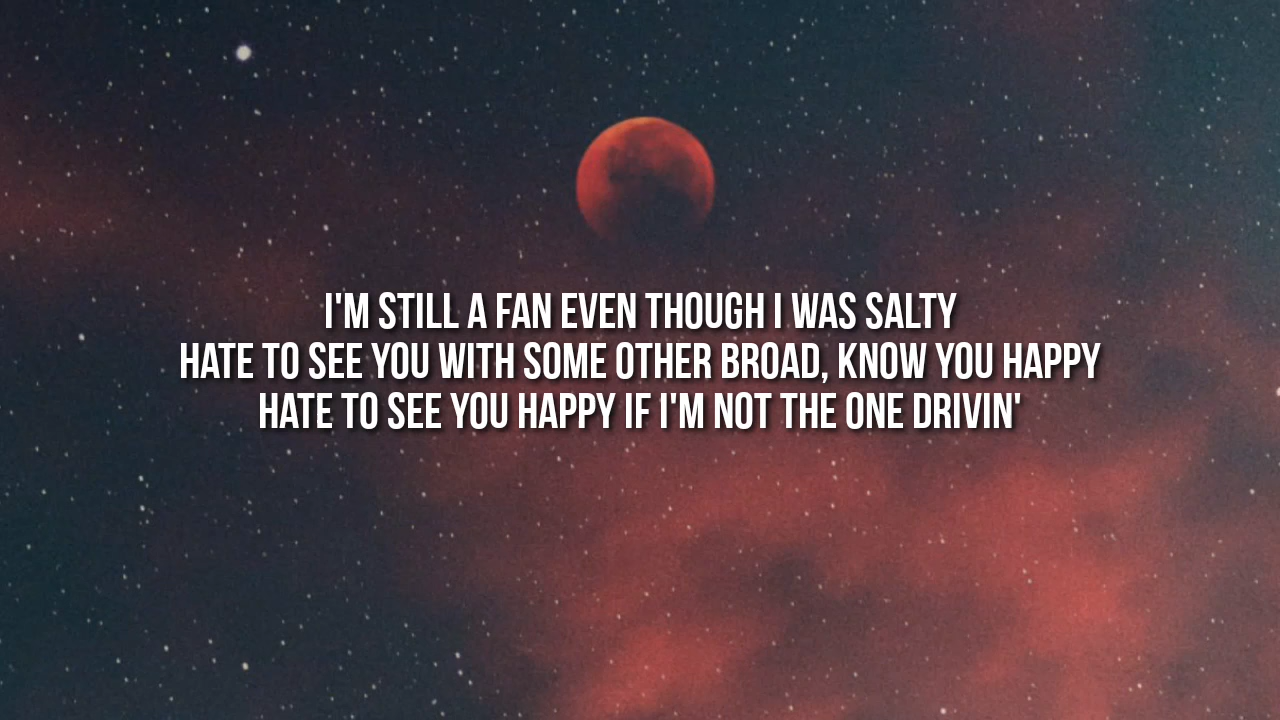 I'M STILL A FAN EVEN THOUGH I WAS SALTY
HATE TO SEE YOU WITH SOME OTHER BROAD, KNOW YOU HAPPY
HATE TO SEE YOU HAPPY IF I'M NOT THE ONE DRIVIN'